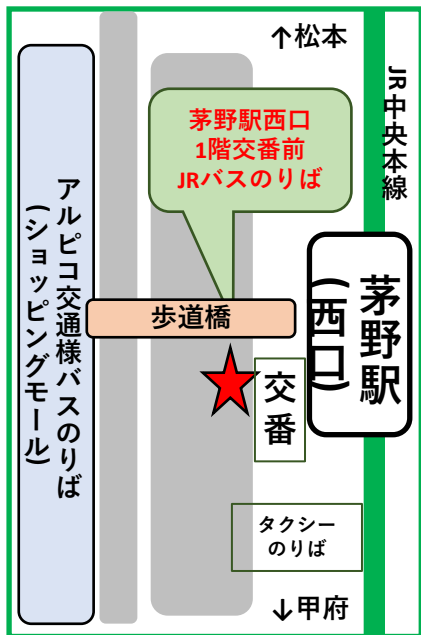 ↑松本
JR中央本線
茅野駅西口
1階交番前
JRバスのりば
アルピコ交通様バスのりば
(ショッピングモール)
歩道橋
茅野駅
(西口)
交番
タクシー
のりば
↓甲府